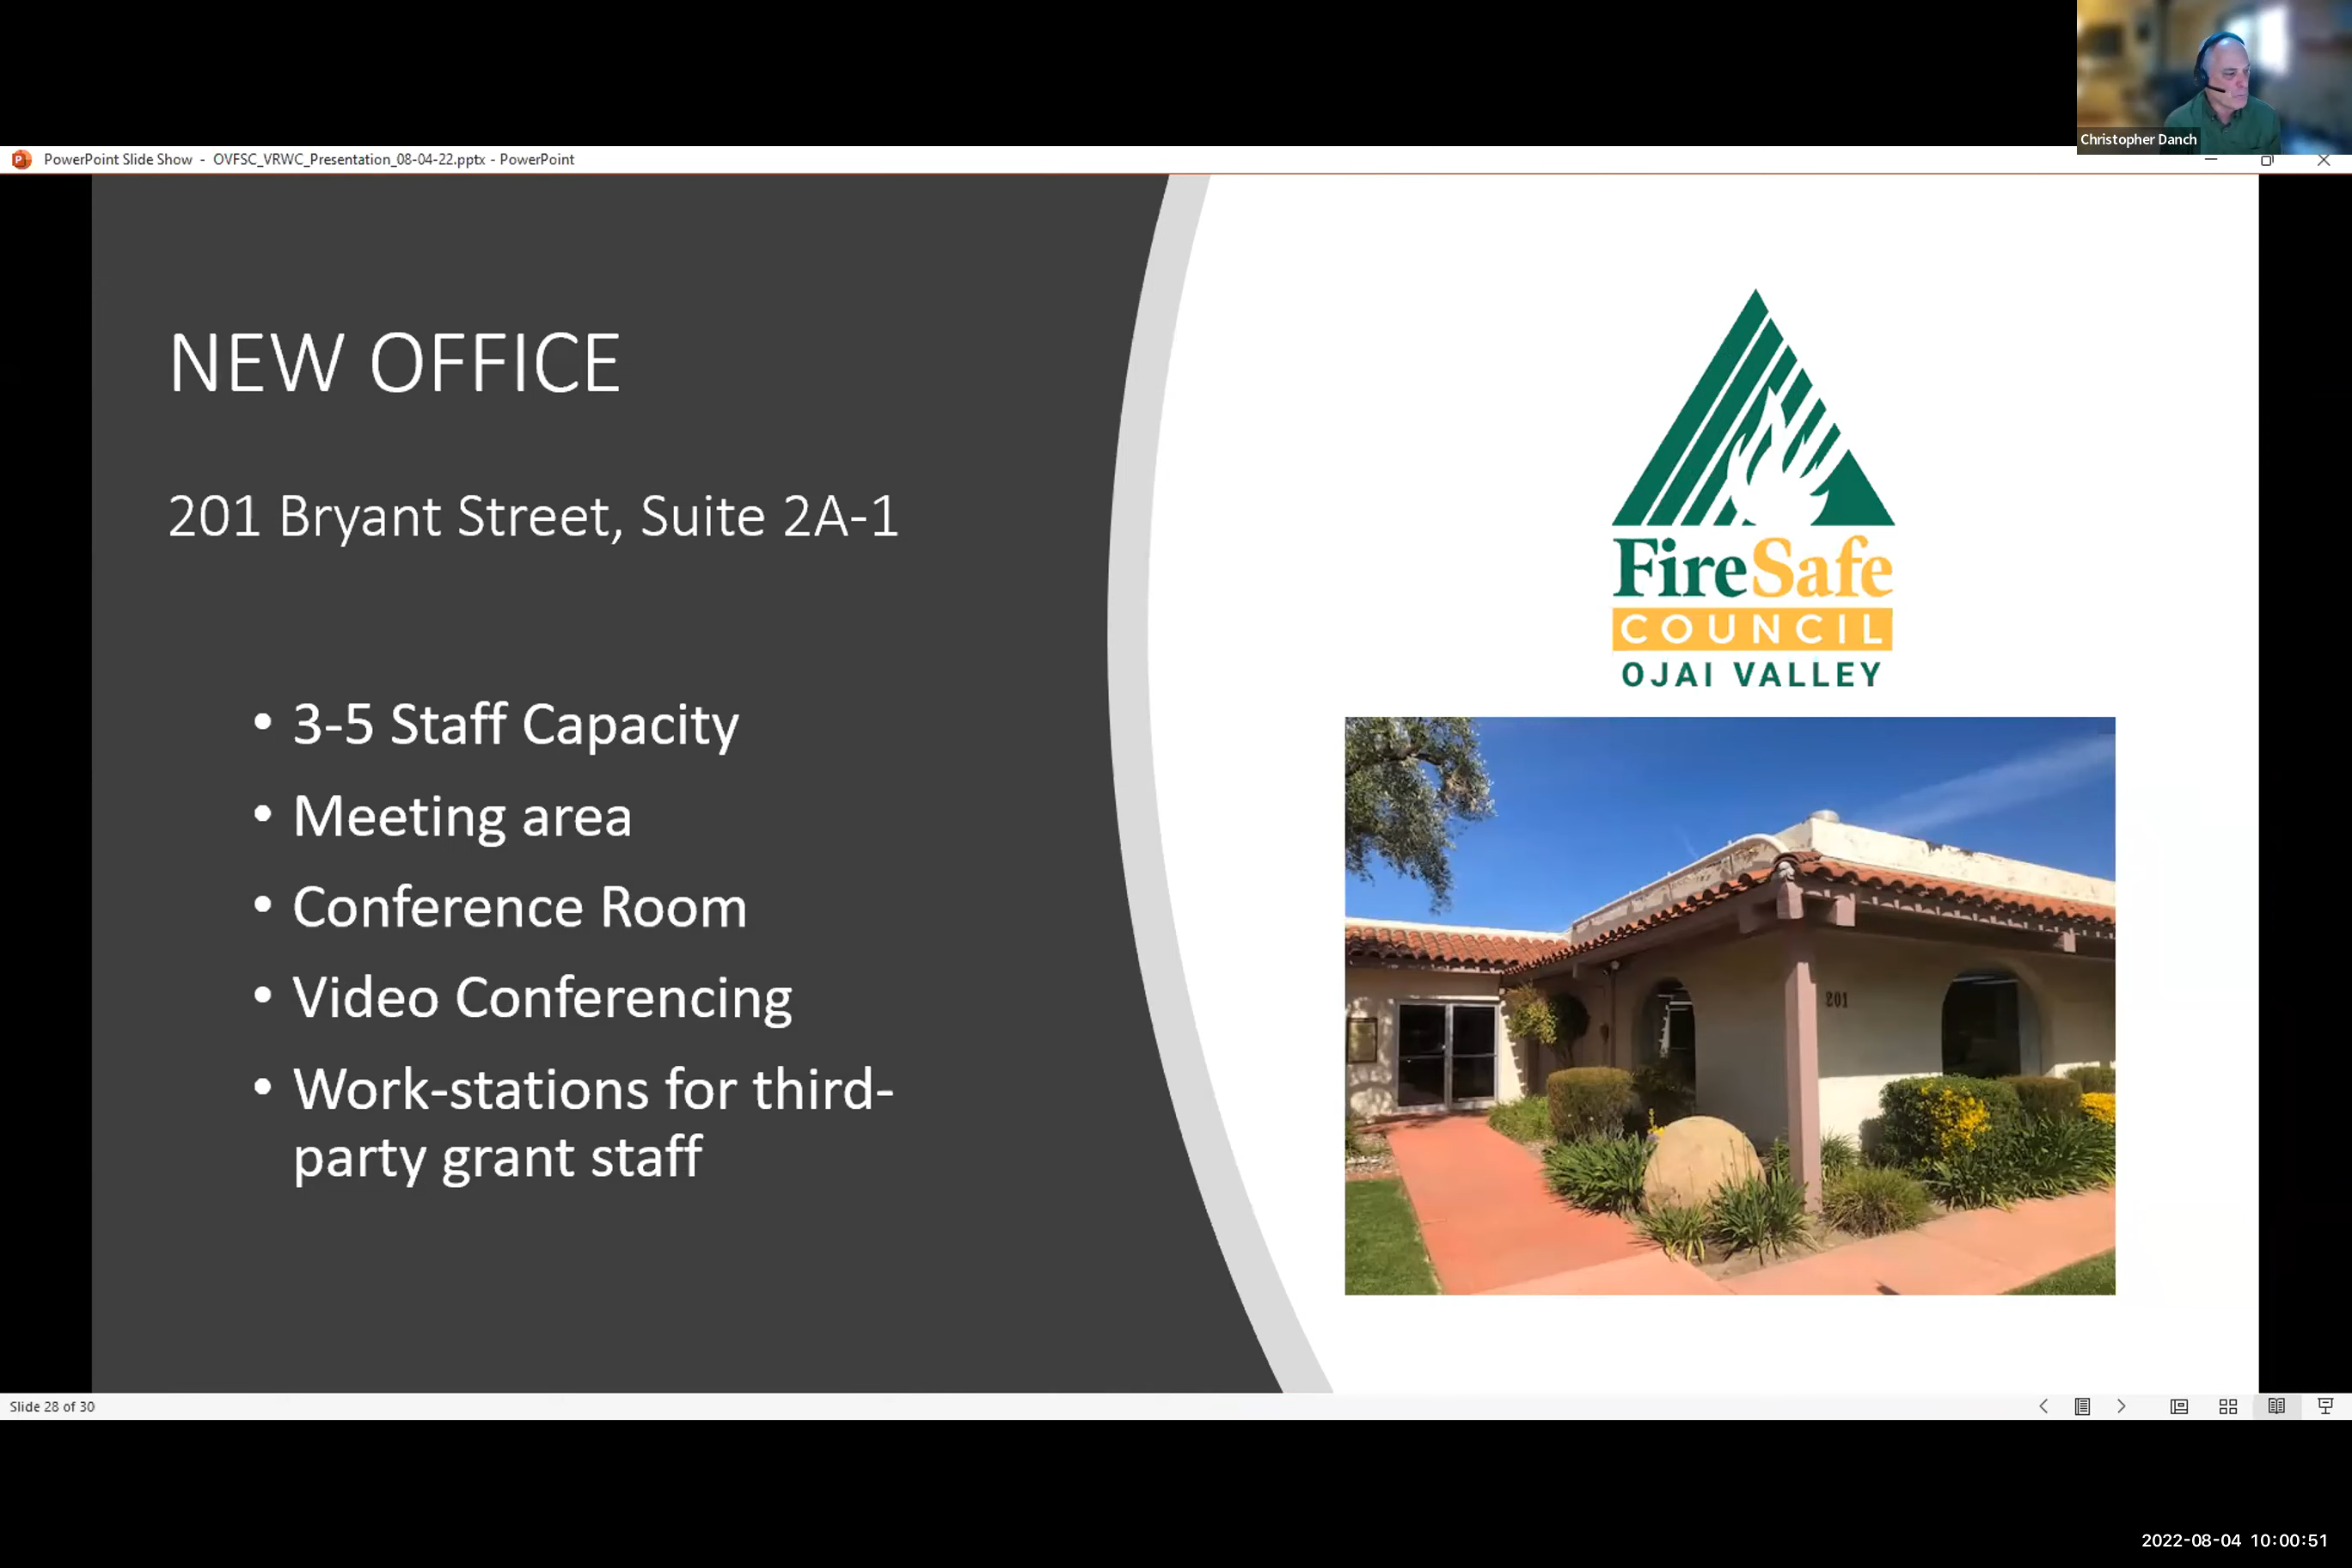 Christopher Danch
PowerPoint Slide Show - OVFSC_VRWC_Presentation_08-04-22.pptx - PowerPoint
NEW OFFICE
201 Bryant Street, Suite 2A-1
• 3-5 Staff Capacity
• Meeting area
• Conference Room
• Video Conferencing
• Work-stations for third-
party grant staff
FireSafe
COUNCIL
OJAI VALLEY
201
Slide 28 of 30
2022-08-04 10:00:51